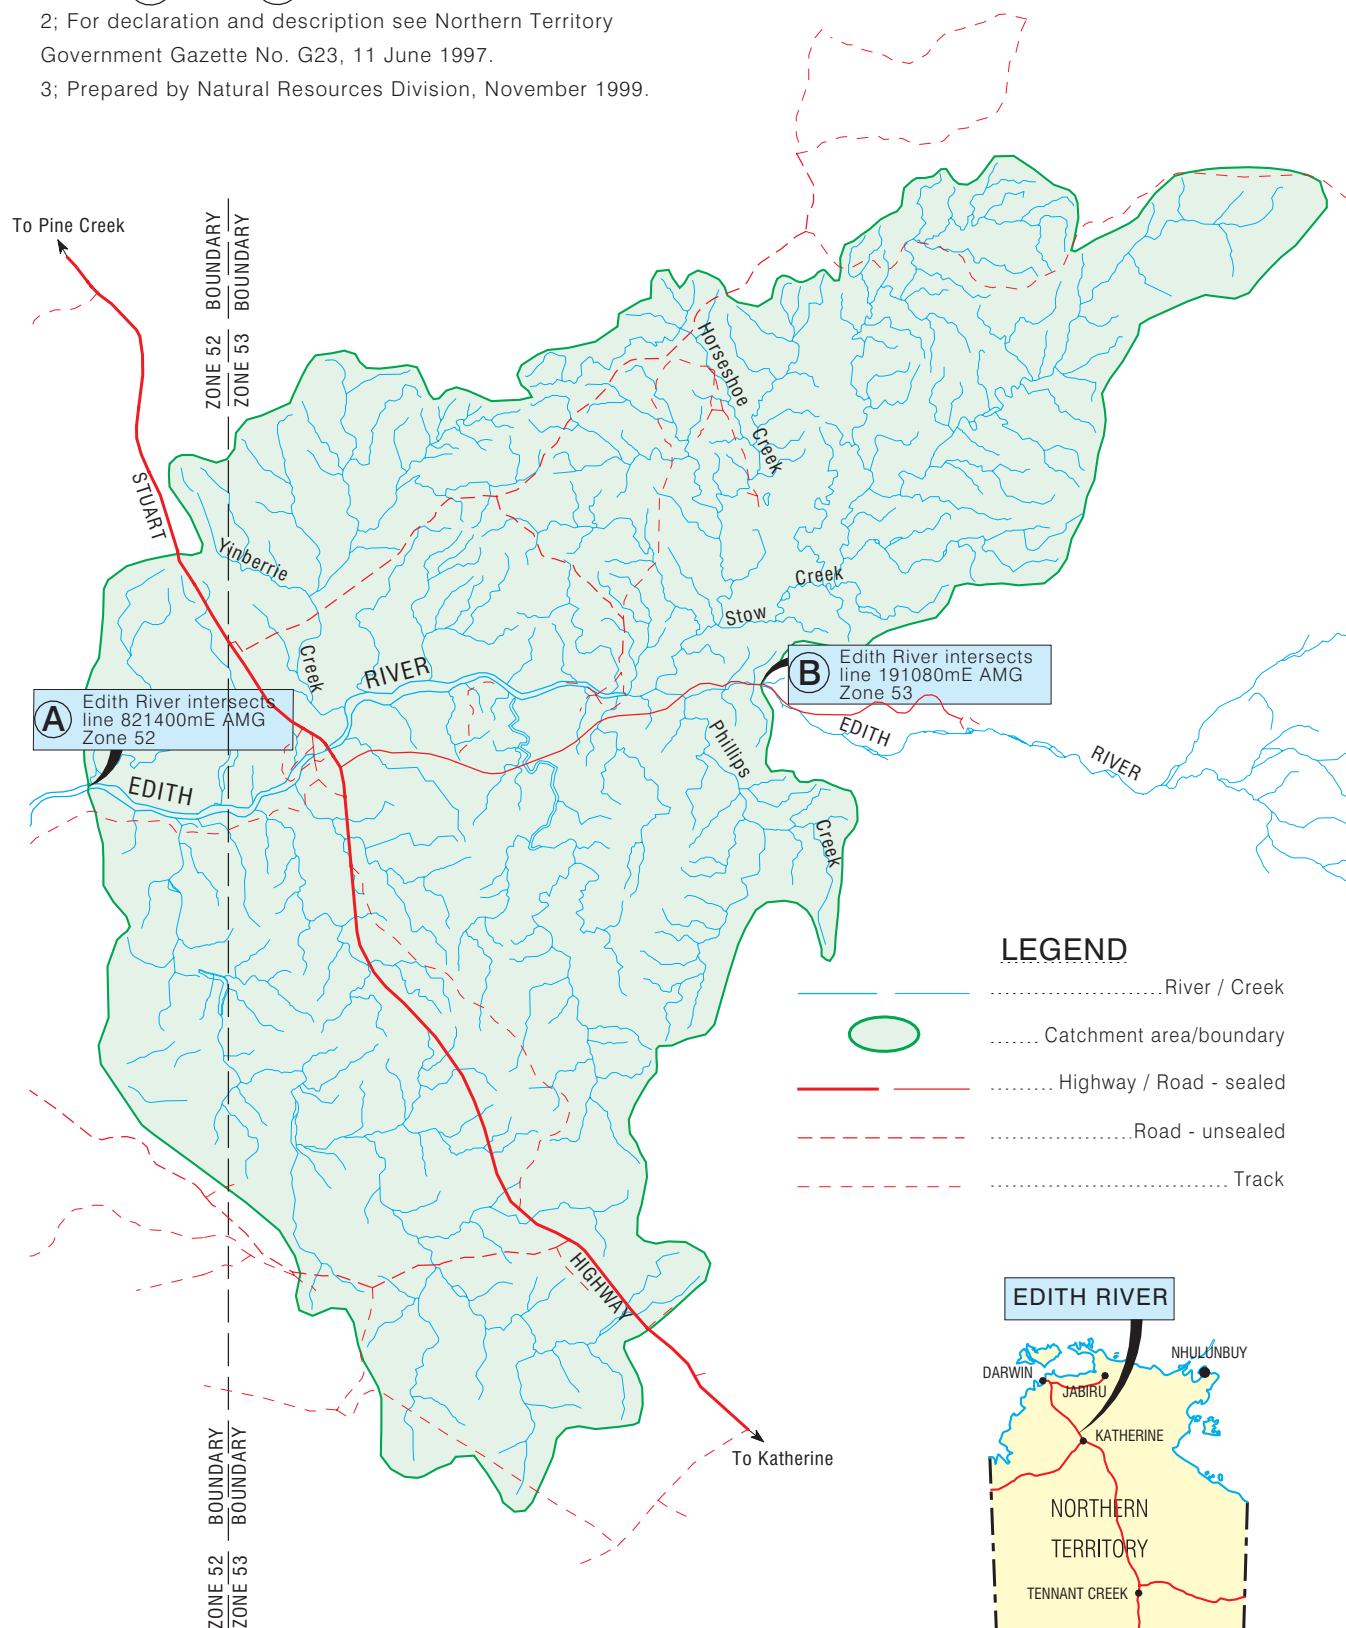 2; For declaration and description see Northern Territory
Government Gazette No. G23, 11 June 1997.
3; Prepared by Natural Resources Division, November 1999.
To Pine Creek
ZONE 52 BOUNDARY
ZONE 53 BOUNDARY
STUART
Horseshoe
Creek
Yinberrie
Creek
Stow
Creek
RIVER
A
Edith River intersects
line 821400mE AMG
Zone 52
B
Edith River intersects
line 191080mE AMG
Zone 53
EDITH
RIVER
EDITH
Phillips
Creek
HIGHWAY
To Katherine
ZONE 52 BOUNDARY
ZONE 53 BOUNDARY
LEGEND
River / Creek
Catchment area/boundary
Highway / Road - sealed
Road - unsealed
Track
EDITH RIVER
NHULUNBUY
DARWIN
JABIRU
KATHERINE
NORTHERN
TERRITORY
TENNANT CREEK